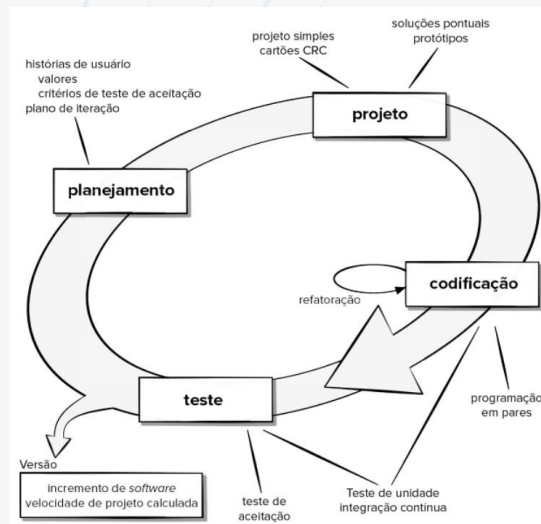 soluções pontuais
protótipos
projeto simples
cartões CRC
histórias de usuário
valores
critérios de teste de aceitação
plano de iteração
projeto
planejamento
codificação
refatoração
teste
programação
em pares
Versão
incremento de software
velocidade de projeto calculada
teste de
aceitação
Teste de unidade
integração contínua